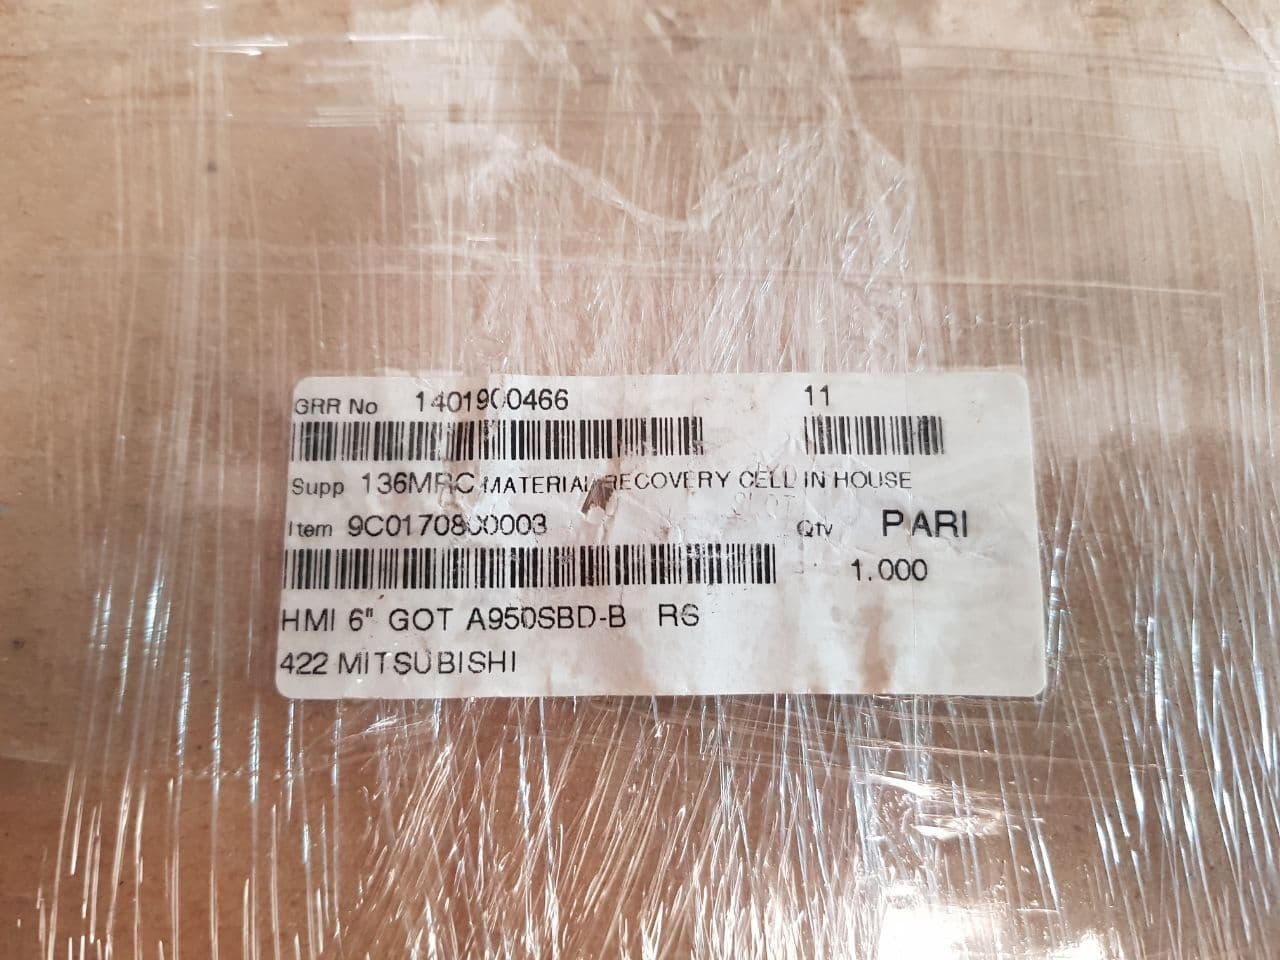 GRR No 1401900466 11
Supp 136MRC MATERIAL RECOVERY CELL IN HOUSE
Item 9C01708C0003 Qty PARI
1.000
HMI 6" GOT A950SBD-B RS
422 MITSUBISHI